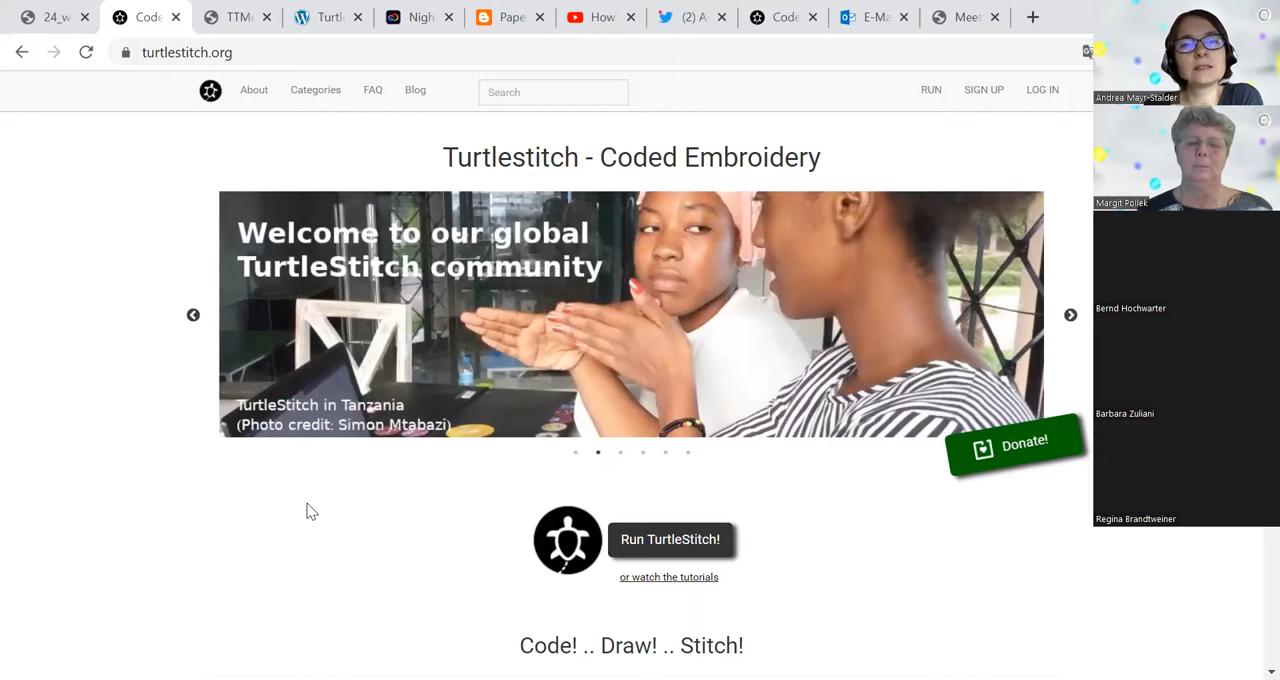 24_w
Code
TTM
Turtle
Nigh
Pape
How
(2) A
Code
E-Ma
Meet
turtlestitch.org
About
Categories
FAQ
Blog
Search
RUN
SIGN UP
LOG IN
Turtlestitch - Coded Embroidery
Welcome to our global
TurtleStitch community
TurtleStitch in Tanzania
(Photo credit: Simon Mtabazi)
Donate!
Run TurtleStitch!
or watch the tutorials
Code! .. Draw! .. Stitch!
Andrea Mayr-Stalder
Margit Pollek
Bernd Hochwarter
Barbara Zuliani
Regina Brandtweiner